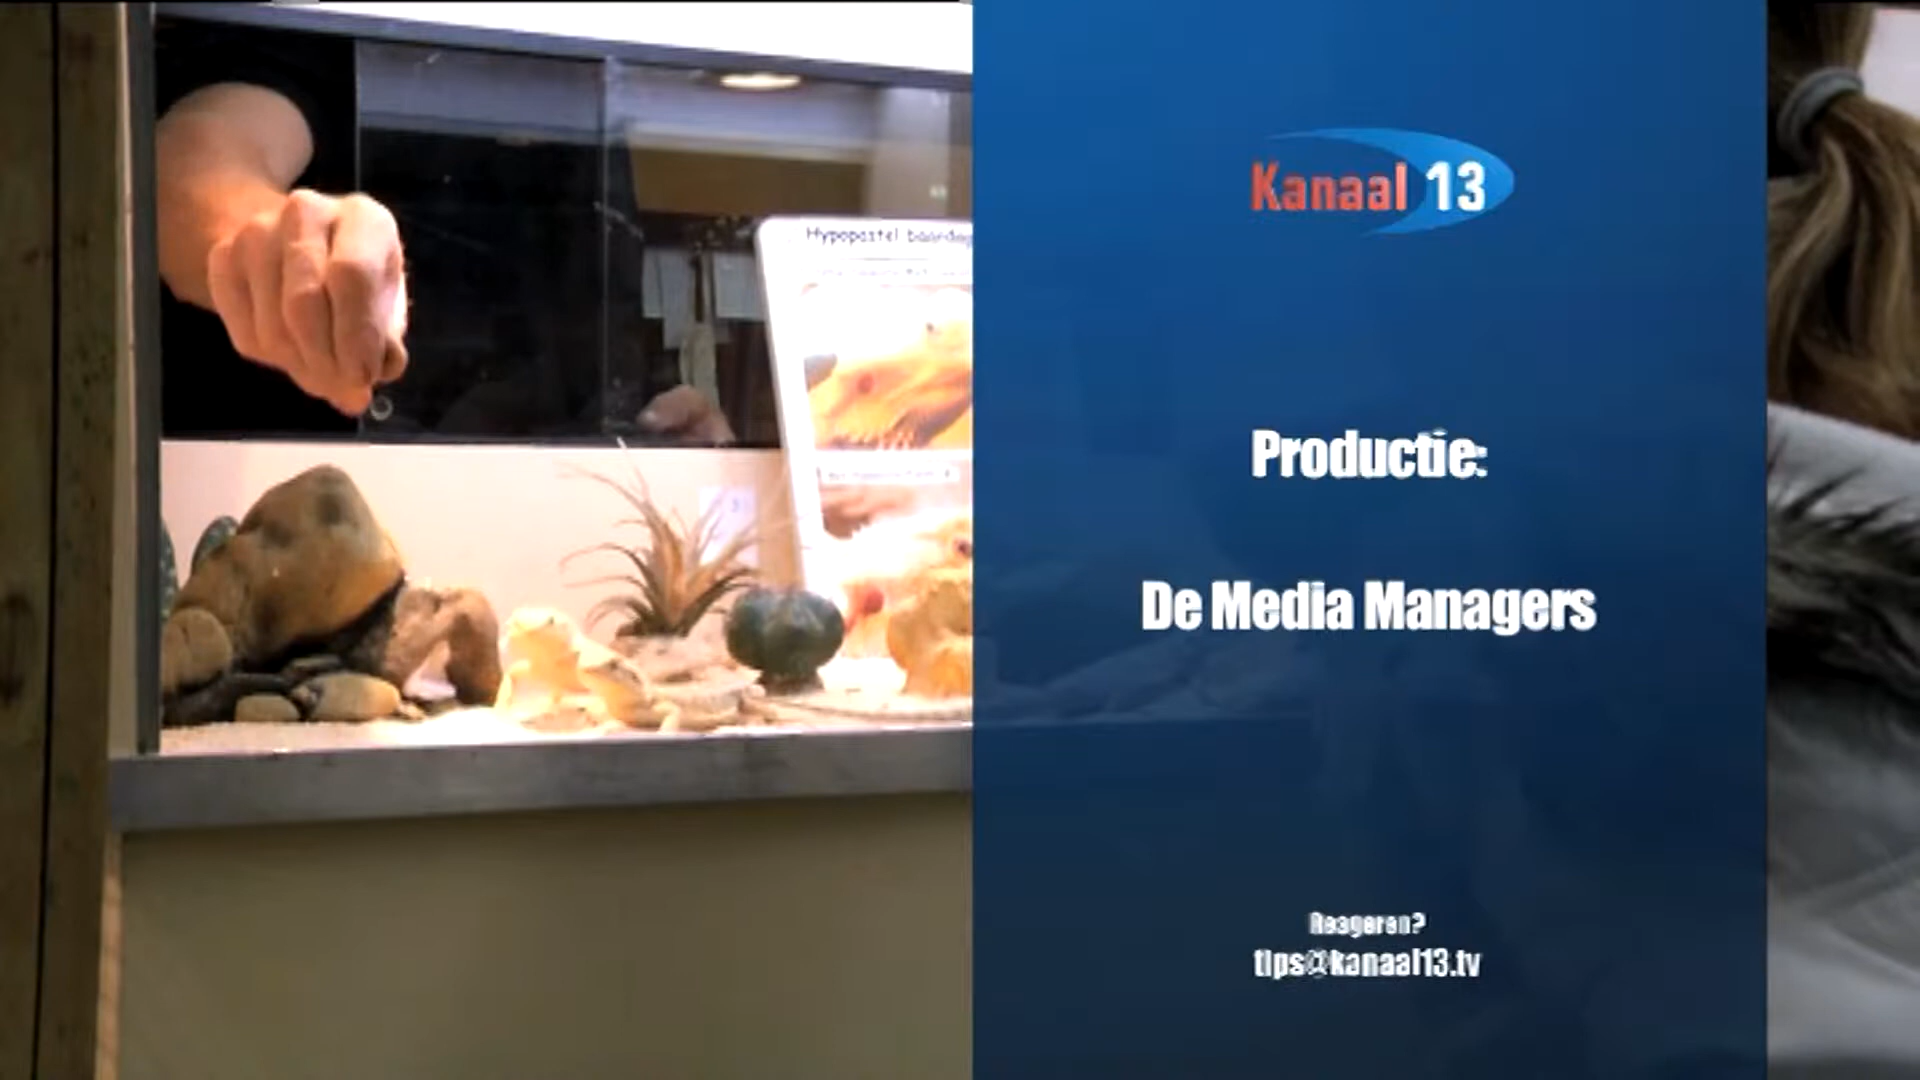 Hypopastel baardag
Kanaal 13
Productie:
De Media Managers
Reageren?
tips@kanaal13.tv